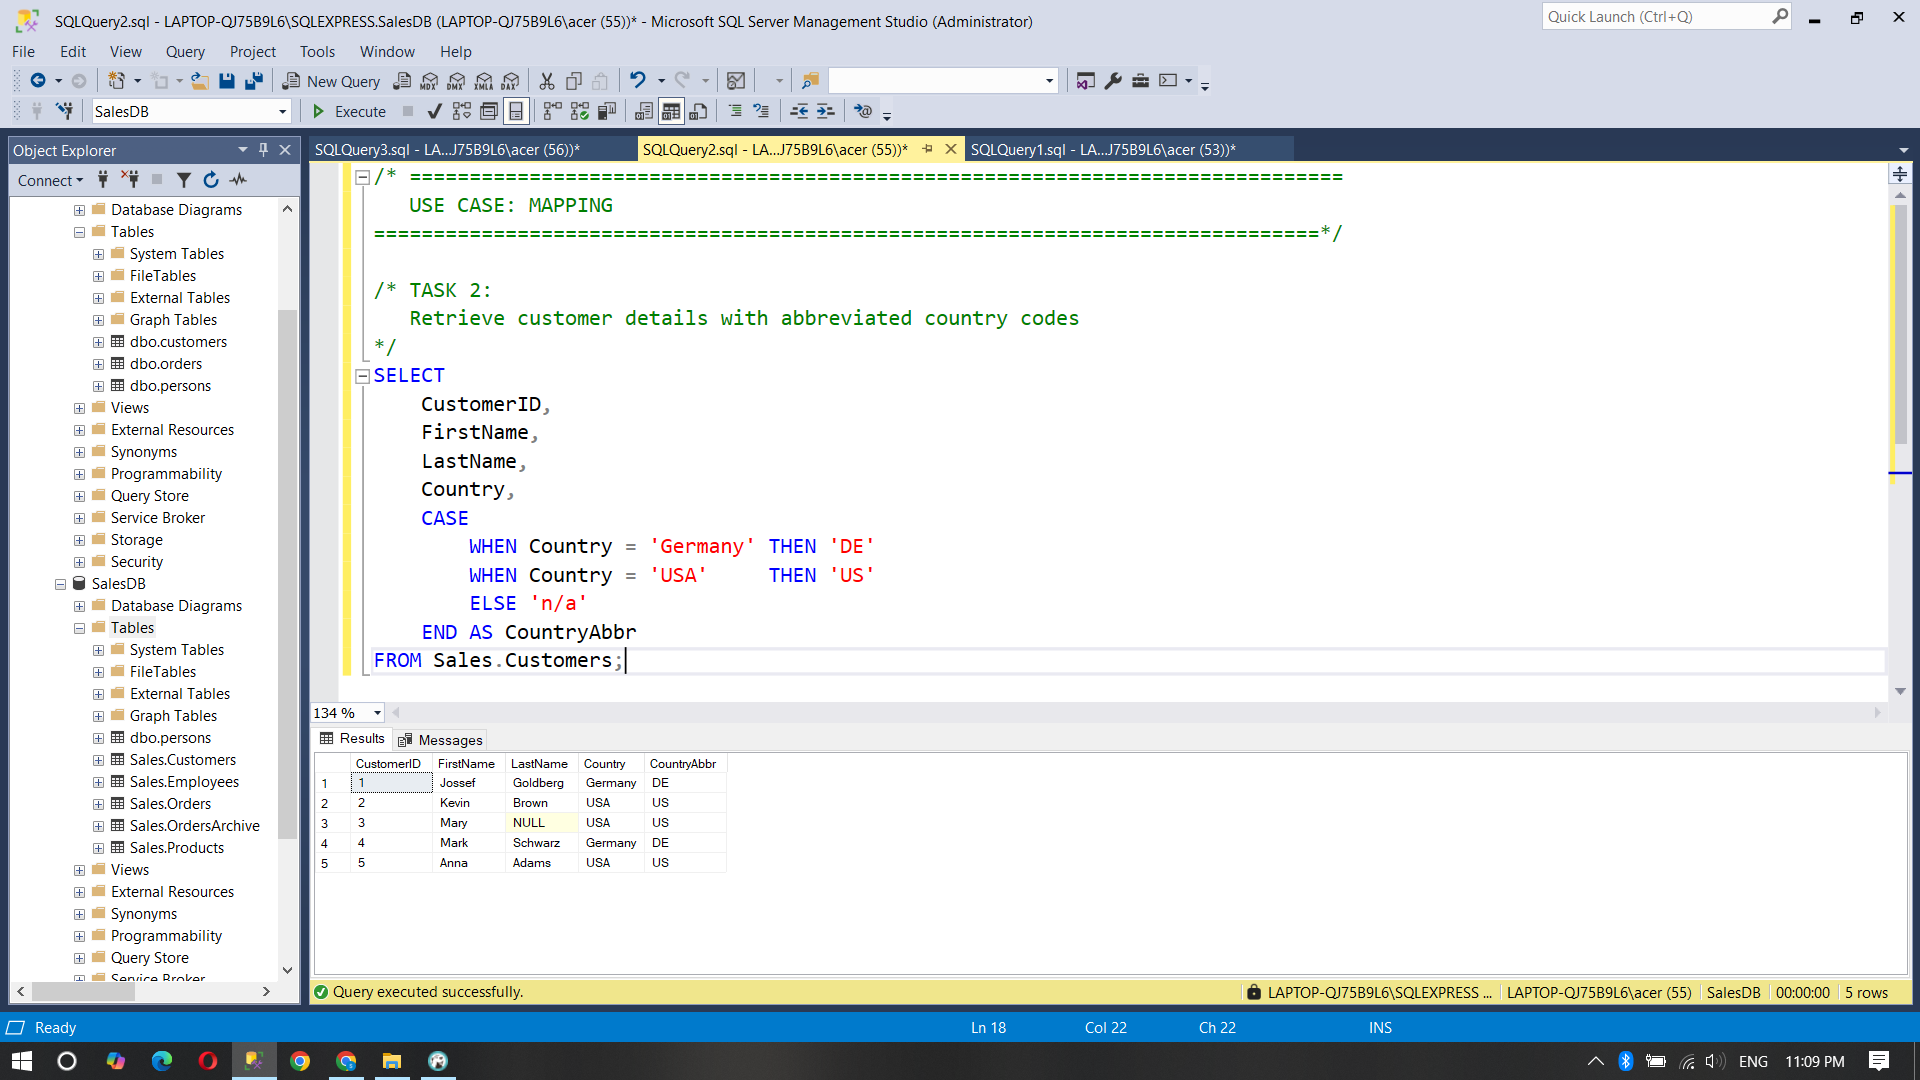 SQLQuery2.sql - LAPTOP-QJ75B9L6\SQLEXPRESS.SalesDB (LAPTOP-QJ75B9L6\acer (55))* - Microsoft SQL Server Management Studio (Administrator)
Quick Launch (Ctrl+Q)
File Edit View Query Project Tools Window Help
New Query MDX DMX XMLA DAX
SalesDB Execute
Object Explorer
SQLQuery3.sql - LA...J75B9L6\acer (56))* SQLQuery2.sql - LA...J75B9L6\acer (55))* SQLQuery1.sql - LA...J75B9L6\acer (53))*
Connect
Database Diagrams
Tables
System Tables
FileTables
External Tables
Graph Tables
dbo.customers
dbo.orders
dbo.persons
Views
External Resources
Synonyms
Programmability
Query Store
Service Broker
Storage
Security
SalesDB
Database Diagrams
Tables
System Tables
FileTables
External Tables
Graph Tables
dbo.persons
Sales.Customers
Sales.Employees
Sales.Orders
Sales.OrdersArchive
Sales.Products
Views
External Resources
Synonyms
Programmability
Query Store
Service Broker
/* ==============================================================================
USE CASE: MAPPING
===============================================================================*/
/* TASK 2:
Retrieve customer details with abbreviated country codes
*/
SELECT
CustomerID,
FirstName,
LastName,
Country,
CASE
WHEN Country = 'Germany' THEN 'DE'
WHEN Country = 'USA' THEN 'US'
ELSE 'n/a'
END AS CountryAbbr
FROM Sales.Customers;
134 %
Results Messages
CustomerID FirstName LastName Country CountryAbbr
1 1 Jossef Goldberg Germany DE
2 2 Kevin Brown USA US
3 3 Mary NULL USA US
4 4 Mark Schwarz Germany DE
5 5 Anna Adams USA US
Query executed successfully. LAPTOP-QJ75B9L6\SQLEXPRESS ... LAPTOP-QJ75B9L6\acer (55) SalesDB 00:00:00 5 rows
Ready Ln 18 Col 22 Ch 22 INS
ENG 11:09 PM